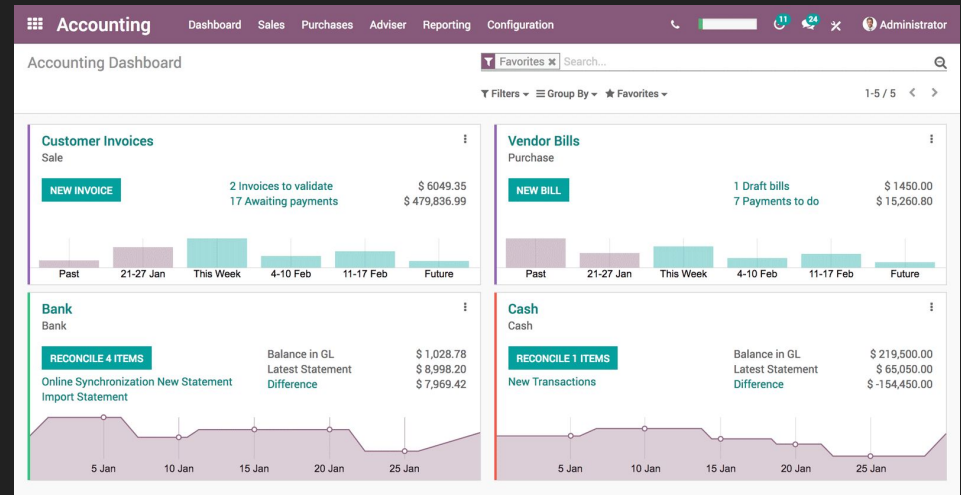 Accounting Dashboard Sales Purchases Adviser Reporting Configuration 11 24 Administrator
Accounting Dashboard
Favorites × Search...
Filters Group By Favorites 1-5 / 5
Customer Invoices
Sale
NEW INVOICE
2 Invoices to validate $ 6049.35
17 Awaiting payments $ 479,836.99
Past 21-27 Jan This Week 4-10 Feb 11-17 Feb Future
Vendor Bills
Purchase
NEW BILL
1 Draft bills $ 1450.00
7 Payments to do $ 15,260.80
Past 21-27 Jan This Week 4-10 Feb 11-17 Feb Future
Bank
Bank
RECONCILE 4 ITEMS
Online Synchronization New Statement
Import Statement
Balance in GL $ 1,028.78
Latest Statement $ 8,998.20
Difference $ 7,969.42
5 Jan 10 Jan 15 Jan 20 Jan 25 Jan
Cash
Cash
RECONCILE 1 ITEMS
New Transactions
Balance in GL $ 219,500.00
Latest Statement $ 65,050.00
Difference $ -154,450.00
5 Jan 10 Jan 15 Jan 20 Jan 25 Jan